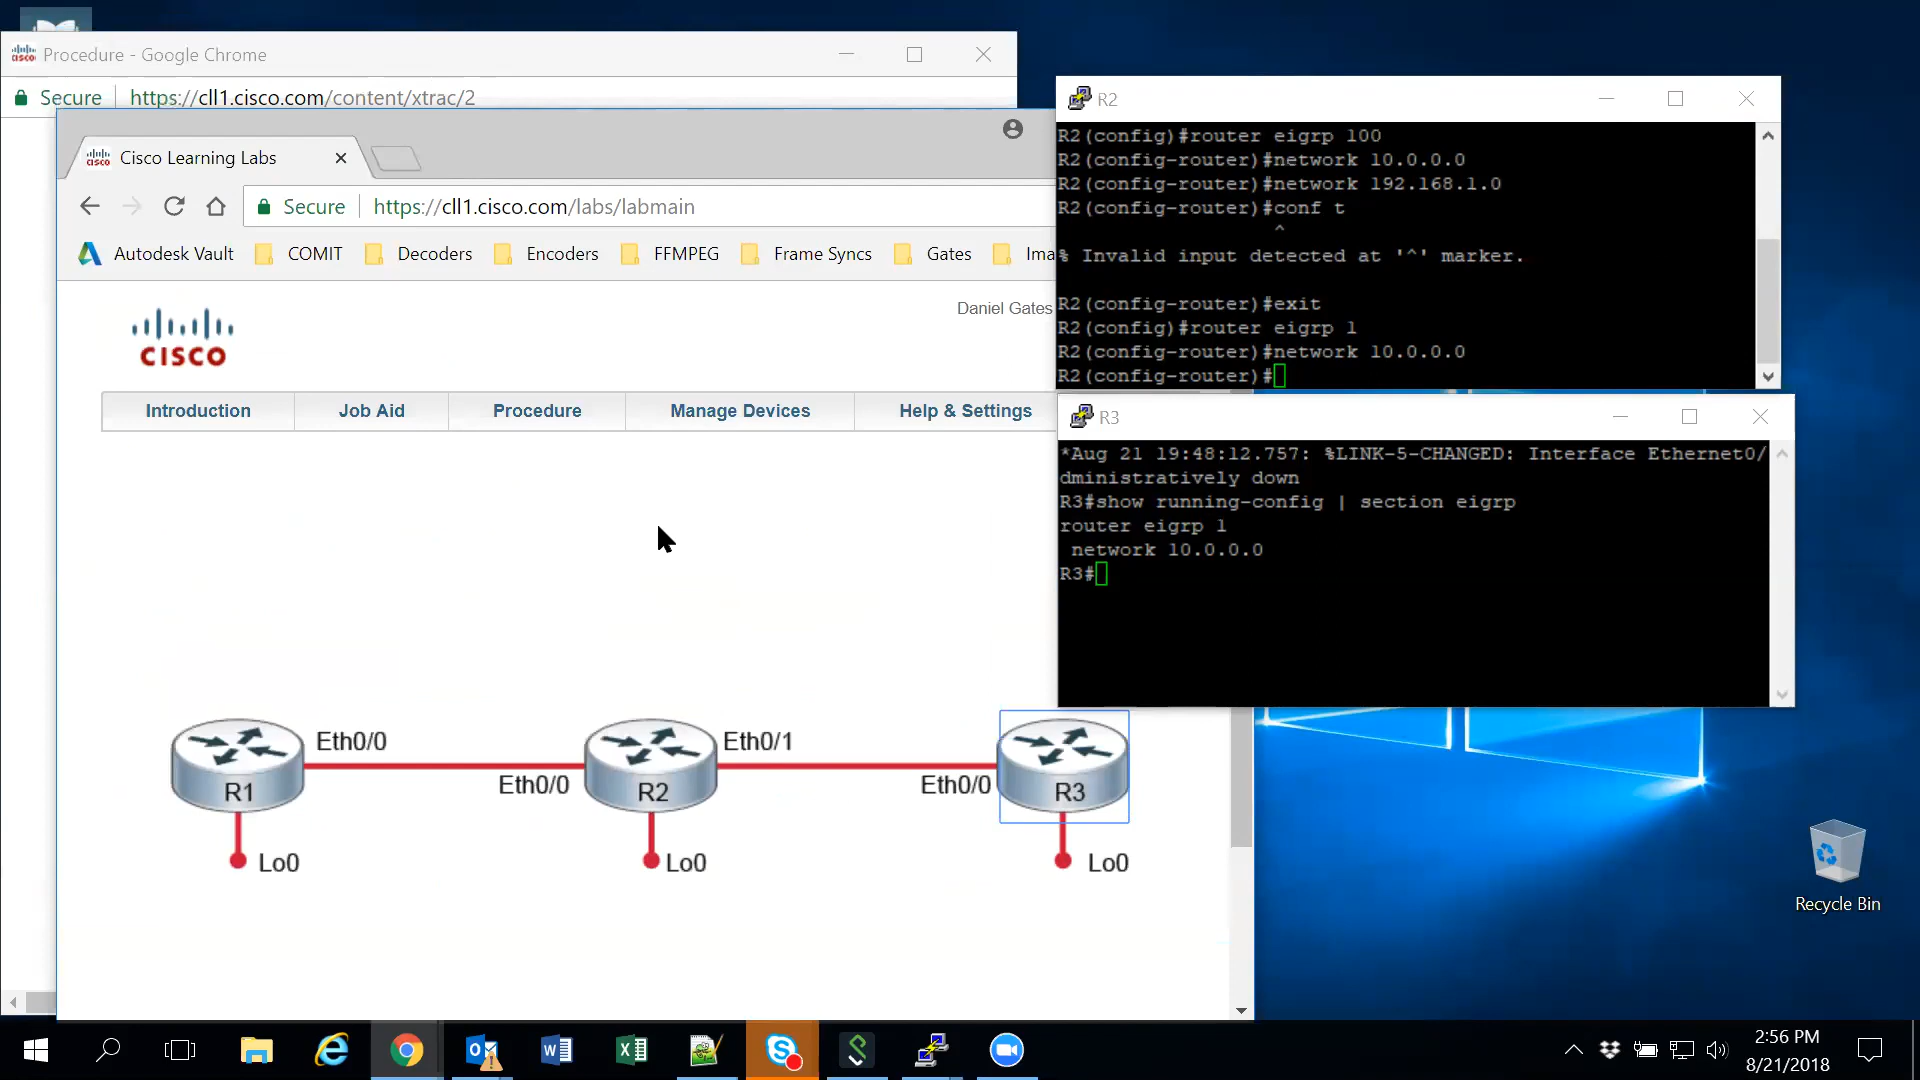 Procedure - Google Chrome
Secure
https://cll1.cisco.com/content/xtrac/2
Cisco Learning Labs
Secure
https://cll1.cisco.com/labs/labmain
Autodesk Vault COMIT Decoders Encoders FFMPEG Frame Syncs Gates Ima
Daniel Gates
CISCO
Introduction Job Aid Procedure Manage Devices Help & Settings
Eth0/0
Eth0/1
Eth0/0
Eth0/0
R1
R2
R3
Lo0
Lo0
Lo0
R2
R2(config)#router eigrp 100
R2(config-router)#network 10.0.0.0
R2(config-router)#network 192.168.1.0
R2(config-router)#conf t
^
% Invalid input detected at '^' marker.
R2(config-router)#exit
R2(config)#router eigrp 1
R2(config-router)#network 10.0.0.0
R2(config-router)#
R3
*Aug 21 19:48:12.757: %LINK-5-CHANGED: Interface Ethernet0/
dministratively down
R3#show running-config | section eigrp
router eigrp 1
network 10.0.0.0
R3#
Recycle Bin
2:56 PM
8/21/2018